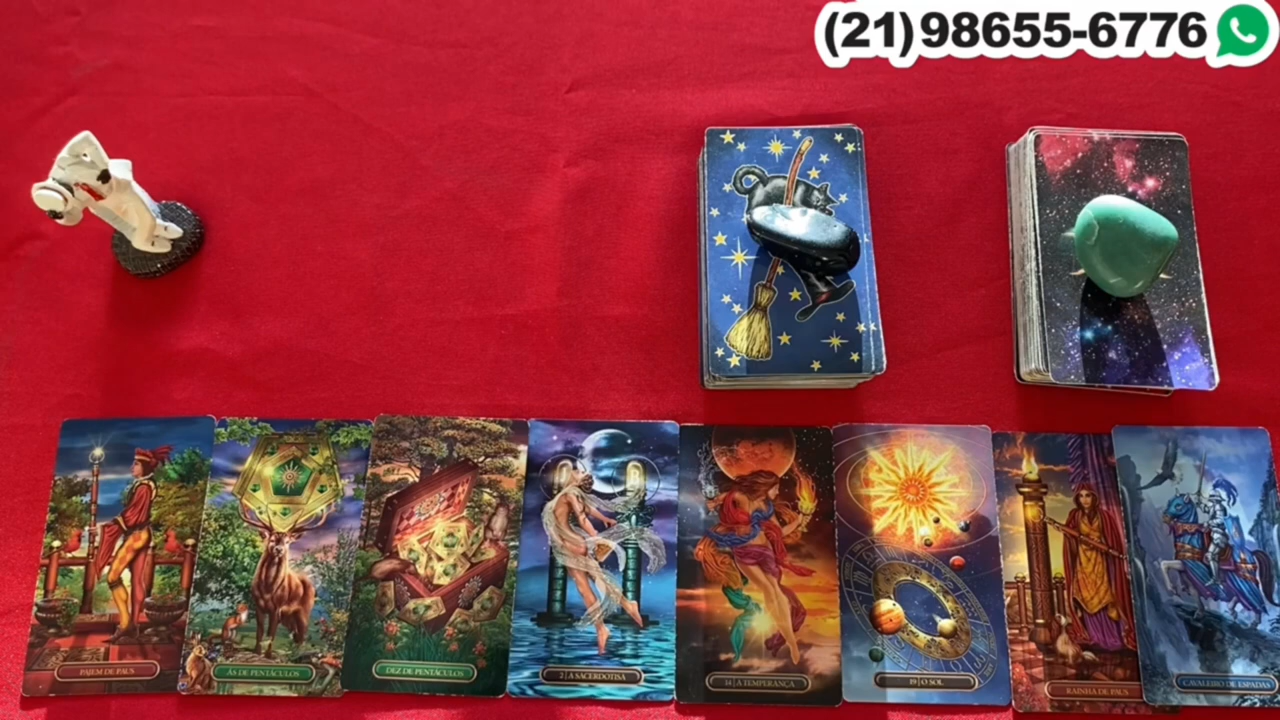 (21)98655-6776
PAJEM DE PAUS
ÁS DE PENTÁCULOS
DEZ DE PENTÁCULOS
2 | A SACERDOTISA
14 | A TEMPERANÇA
19 | O SOL
RAINHA DE PAUS
CAVALEIRO DE ESPADAS